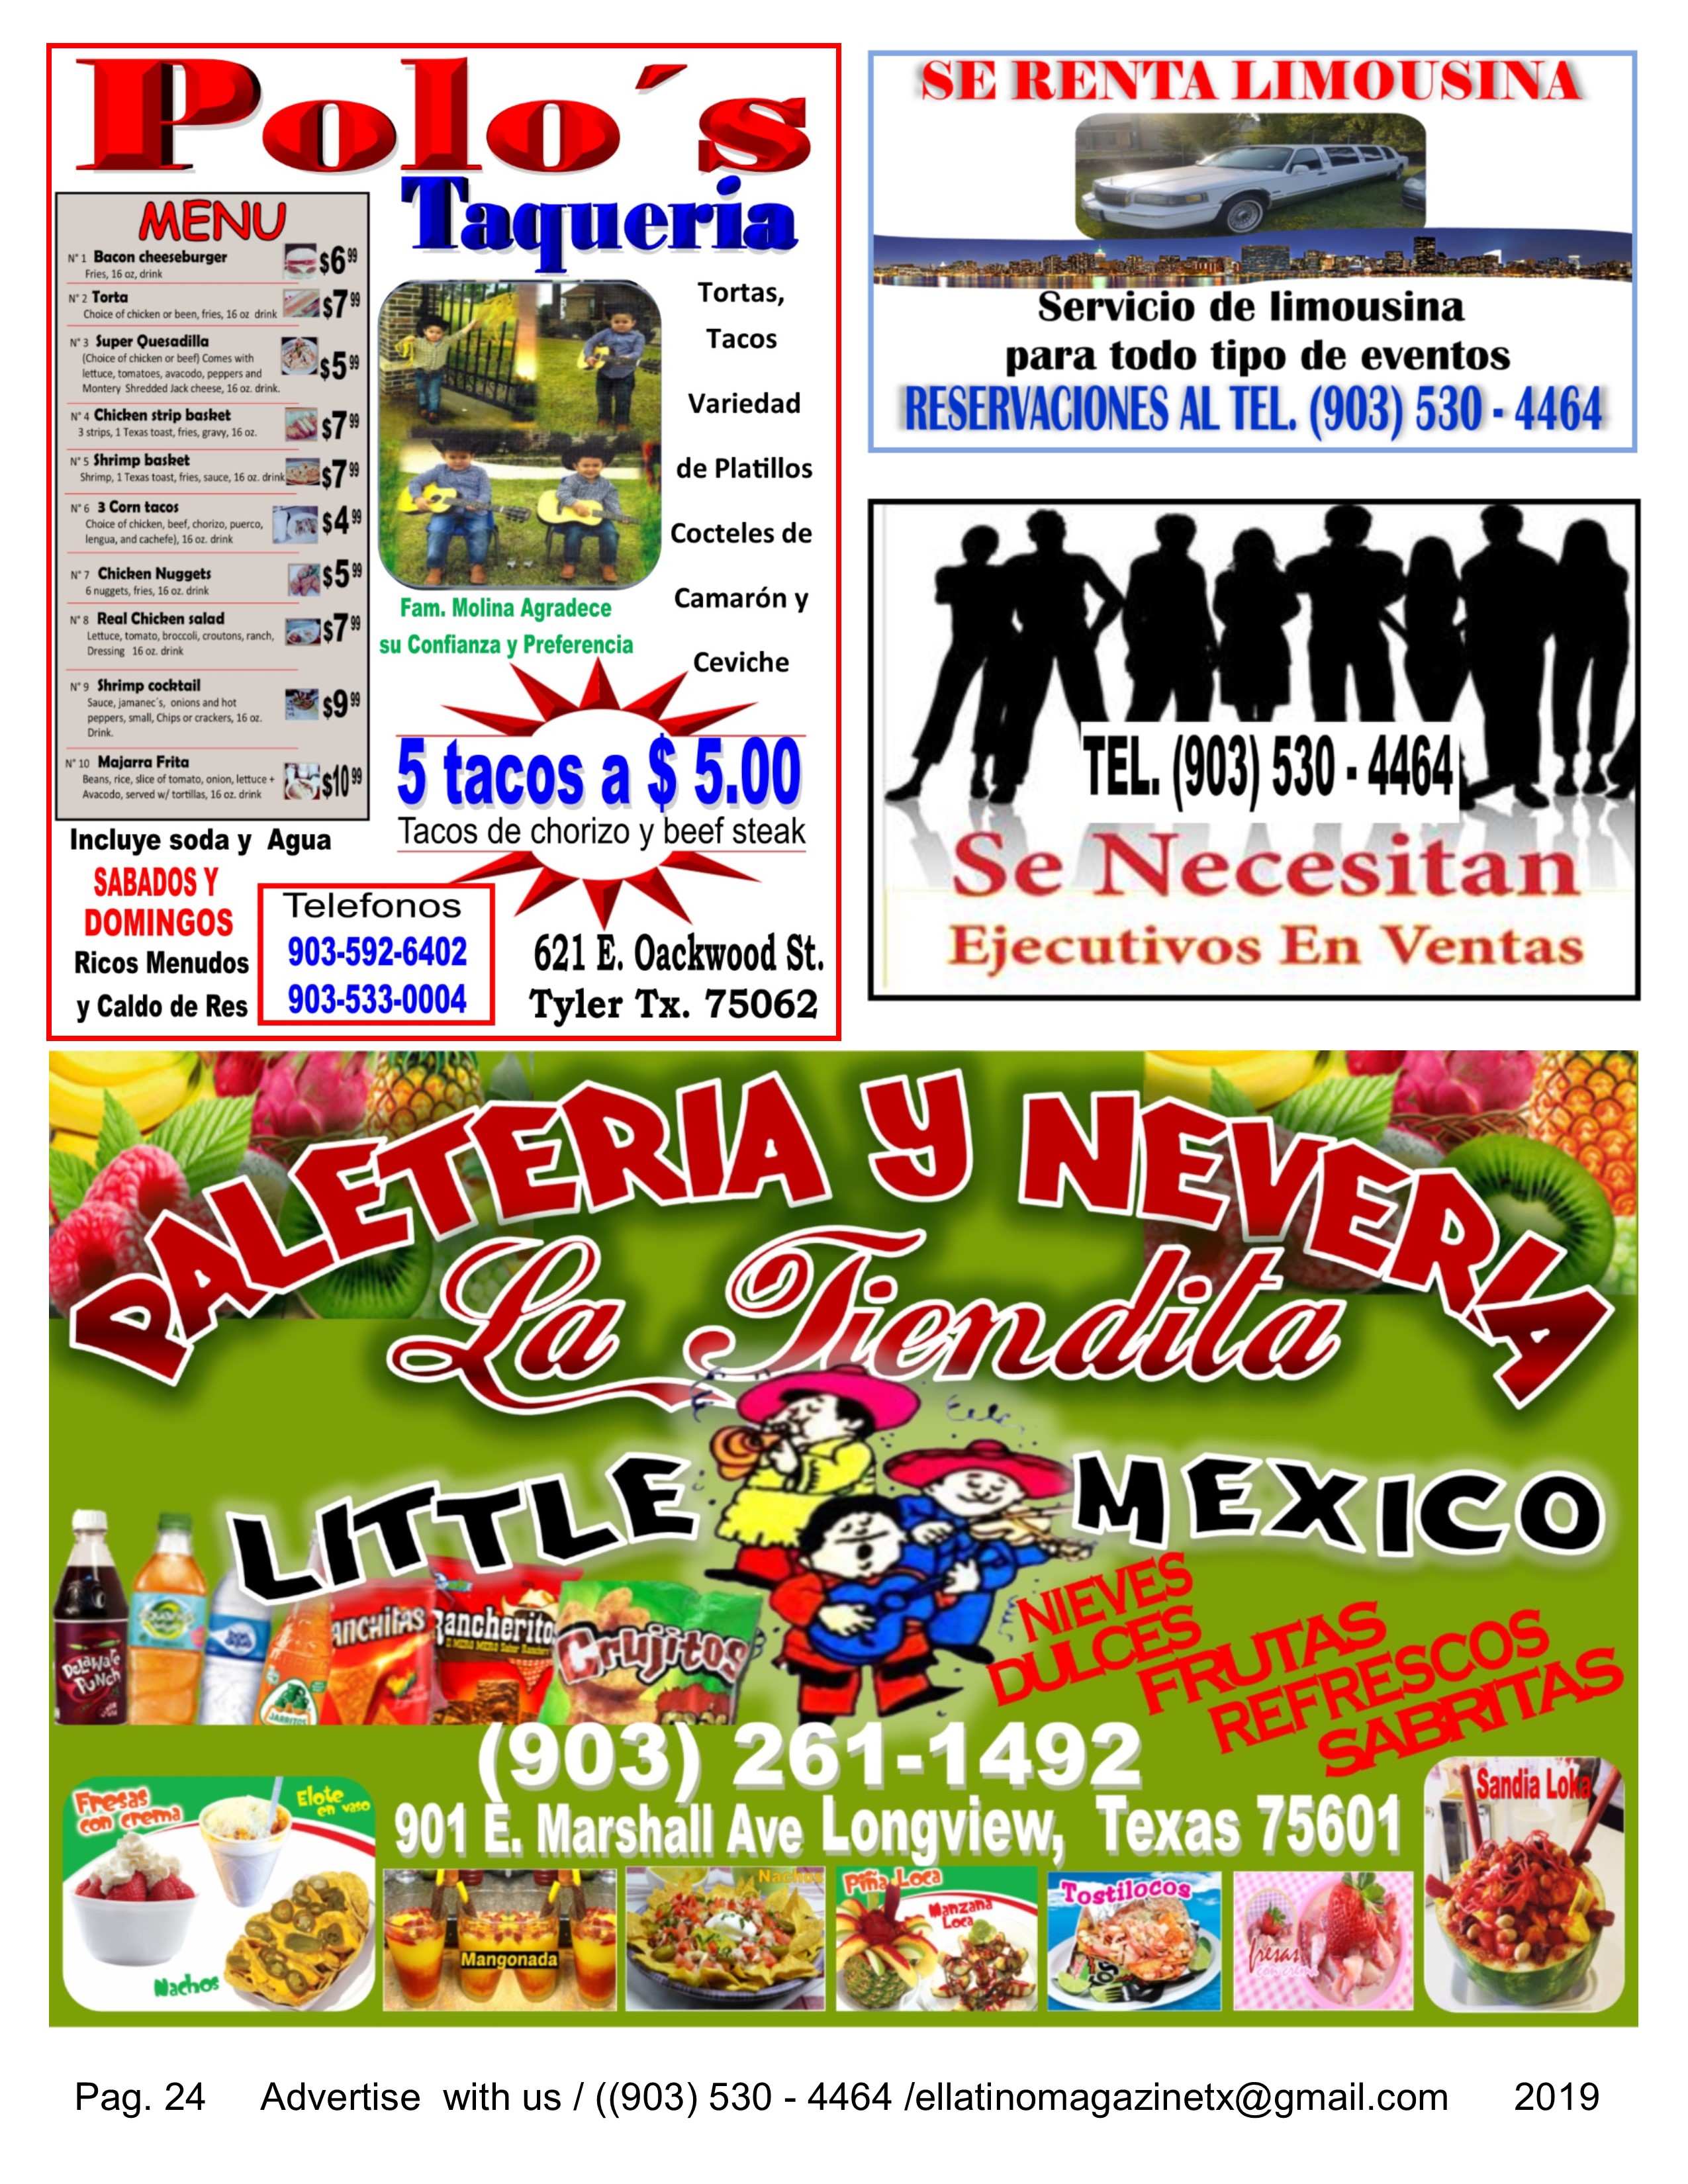 Polo´s
Taqueria
MENU
N° 1 Bacon cheeseburger
Fries, 16 oz, drink
$6.99
N° 2 Torta
Choice of chicken or been, fries, 16 oz drink
$7.99
N° 3 Super Quesadilla
(Choice of chicken or beef) Comes with
lettuce, tomatoes, avacodo, peppers and
Montery Shredded Jack cheese, 16 oz. drink.
$5.99
N° 4 Chicken strip basket
3 strips, 1 Texas toast, fries, gravy, 16 oz.
$7.99
N° 5 Shrimp basket
Shrimp, 1 Texas toast, fries, sauce, 16 oz. drink
$7.99
N° 6 3 Corn tacos
Choice of chicken, beef, chorizo, puerco,
lengua, and cachefe), 16 oz. drink
$4.99
N° 7 Chicken Nuggets
6 nuggets, fries, 16 oz. drink
$5.99
N° 8 Real Chicken salad
Lettuce, tomato, broccoli, croutons, ranch,
Dressing 16 oz. drink
$7.99
N° 9 Shrimp cocktail
Sauce, jamanec´s, onions and hot
peppers, small, Chips or crackers, 16 oz.
Drink.
$9.99
N° 10 Majarra Frita
Beans, rice, slice of tomato, onion, lettuce +
Avacodo, served w/ tortillas, 16 oz. drink
$10.99
Tortas,
Tacos
Variedad
de Platillos
Cocteles de
Camarón y
Ceviche
Fam. Molina Agradece
su Confianza y Preferencia
5 tacos a $ 5.00
Tacos de chorizo y beef steak
Incluye soda y Agua
SABADOS Y
DOMINGOS
Ricos Menudos
y Caldo de Res
Telefonos
903-592-6402
903-533-0004
621 E. Oackwood St.
Tyler Tx. 75062
SE RENTA LIMOUSINA
Servicio de limousina
para todo tipo de eventos
RESERVACIONES AL TEL. (903) 530 - 4464
TEL. (903) 530 - 4464
Se Necesitan
Ejecutivos En Ventas
PALETERIA Y NEVERIA
La Tiendita
LITTLE MEXICO
Delaware
Punch
JARRITOS
Rancherito
Crujitos
NIEVES
DULCES
FRUTAS
REFRESCOS
SABRITAS
(903) 261-1492
901 E. Marshall Ave Longview, Texas 75601
Fresas
con crema
Elote
en vaso
Nachos
Mangonada
Nachos
Piña Loca
Manzana
Loca
Tostilocos
fresas
con crema
Sandia Loka
Pag. 24 Advertise with us / ((903) 530 - 4464 /ellatinomagazinetx@gmail.com 2019